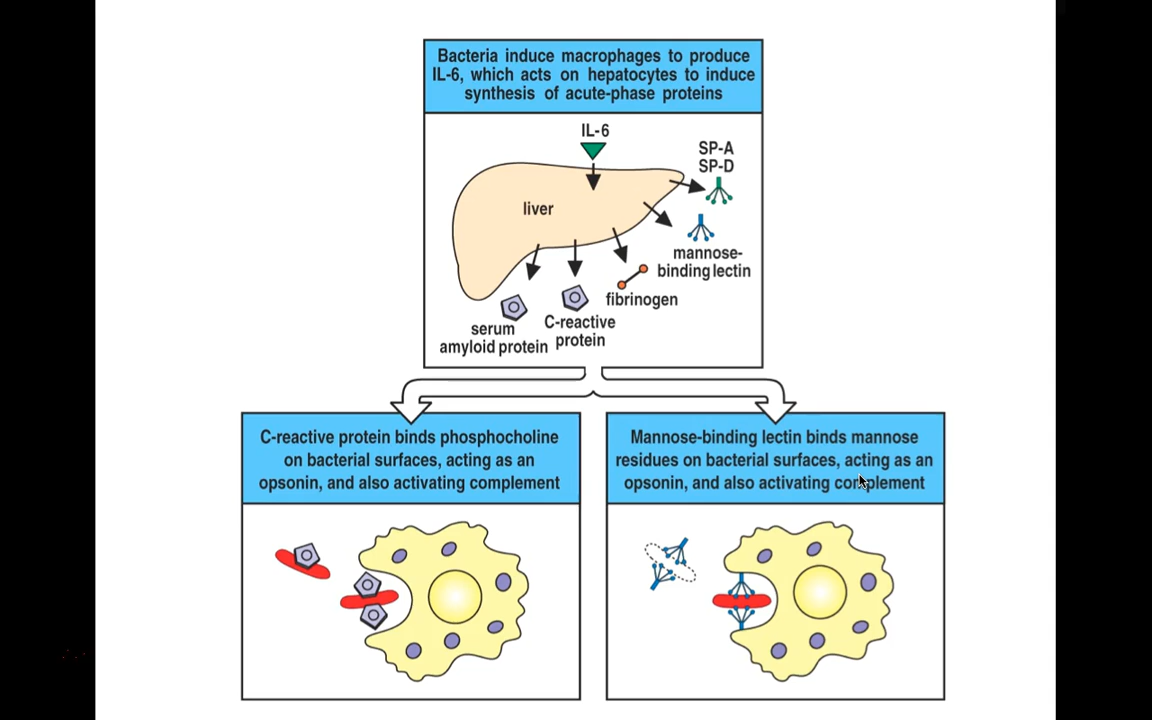 Bacteria induce macrophages to produce
IL-6, which acts on hepatocytes to induce
synthesis of acute-phase proteins
IL-6
SP-A
SP-D
liver
mannose-
binding lectin
fibrinogen
C-reactive
protein
serum
amyloid protein
C-reactive protein binds phosphocholine
on bacterial surfaces, acting as an
opsonin, and also activating complement
Mannose-binding lectin binds mannose
residues on bacterial surfaces, acting as an
opsonin, and also activating complement